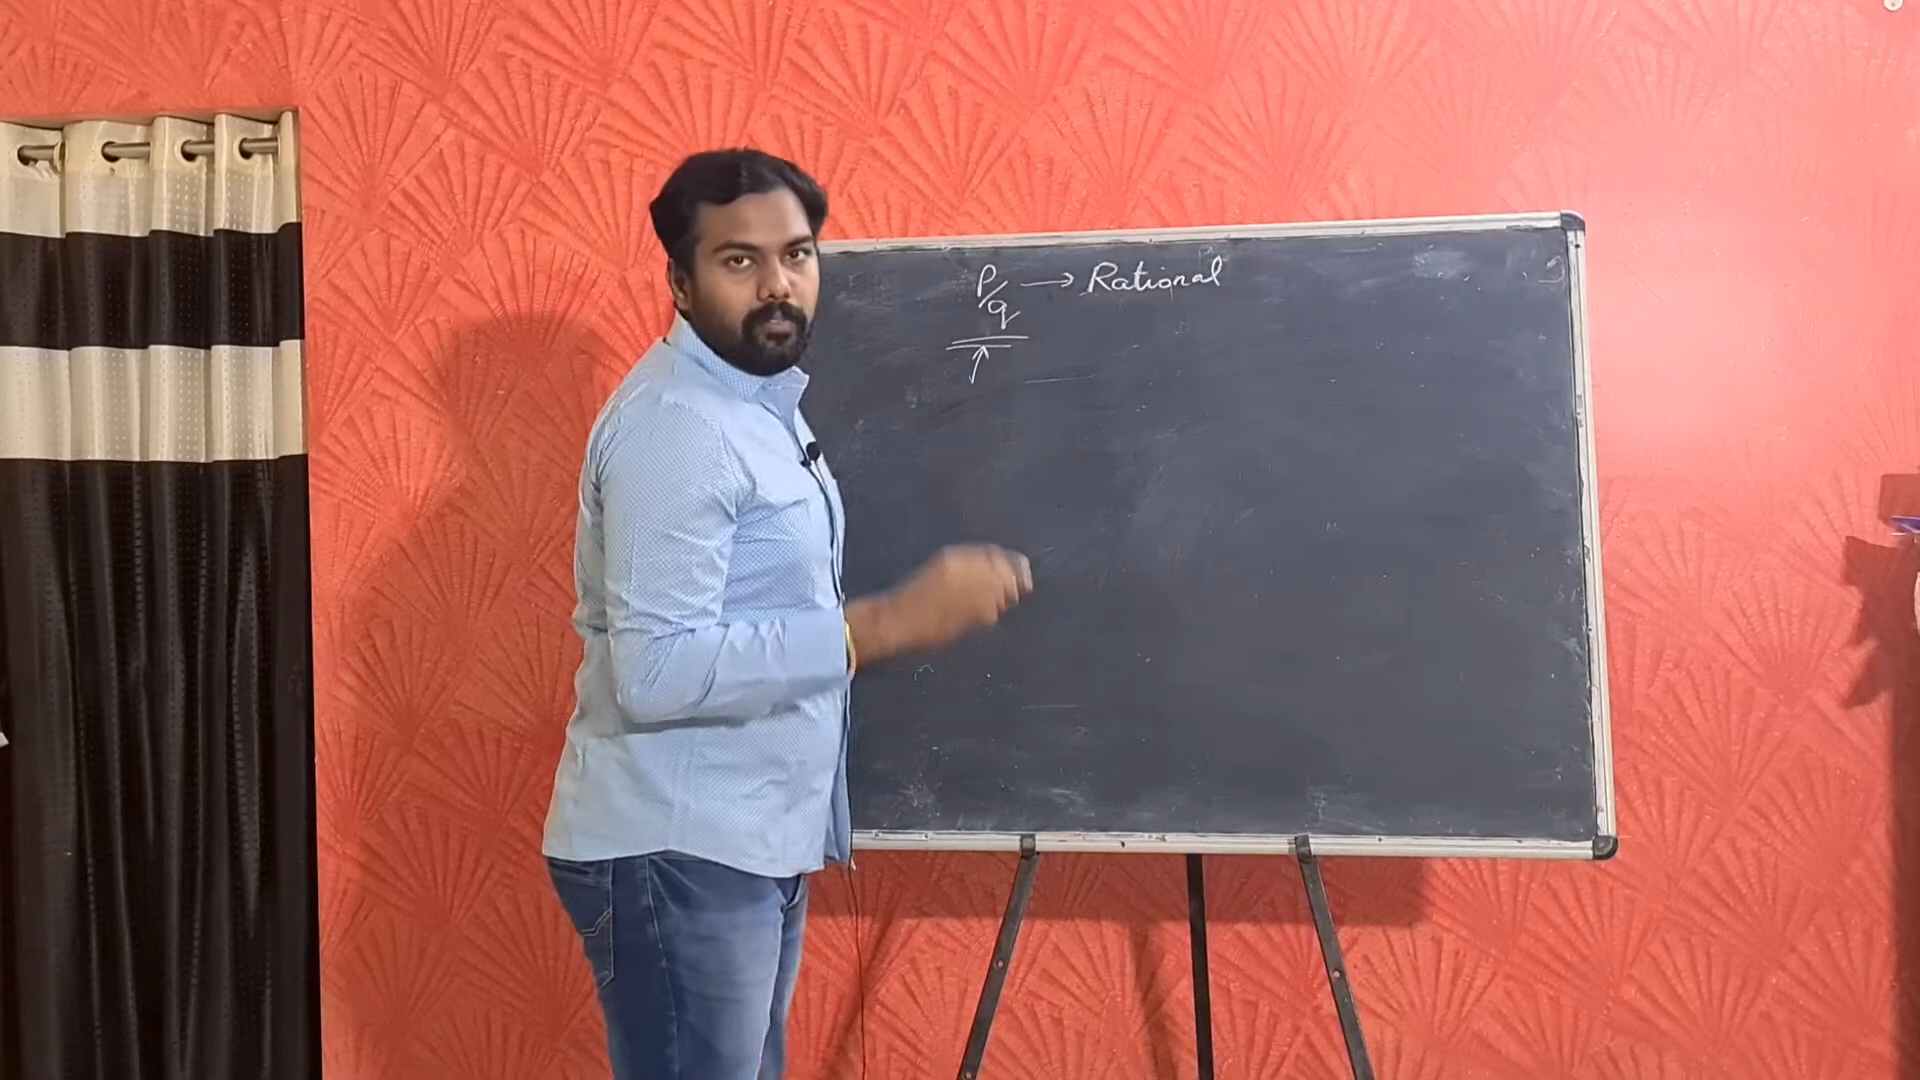 P/q → Rational